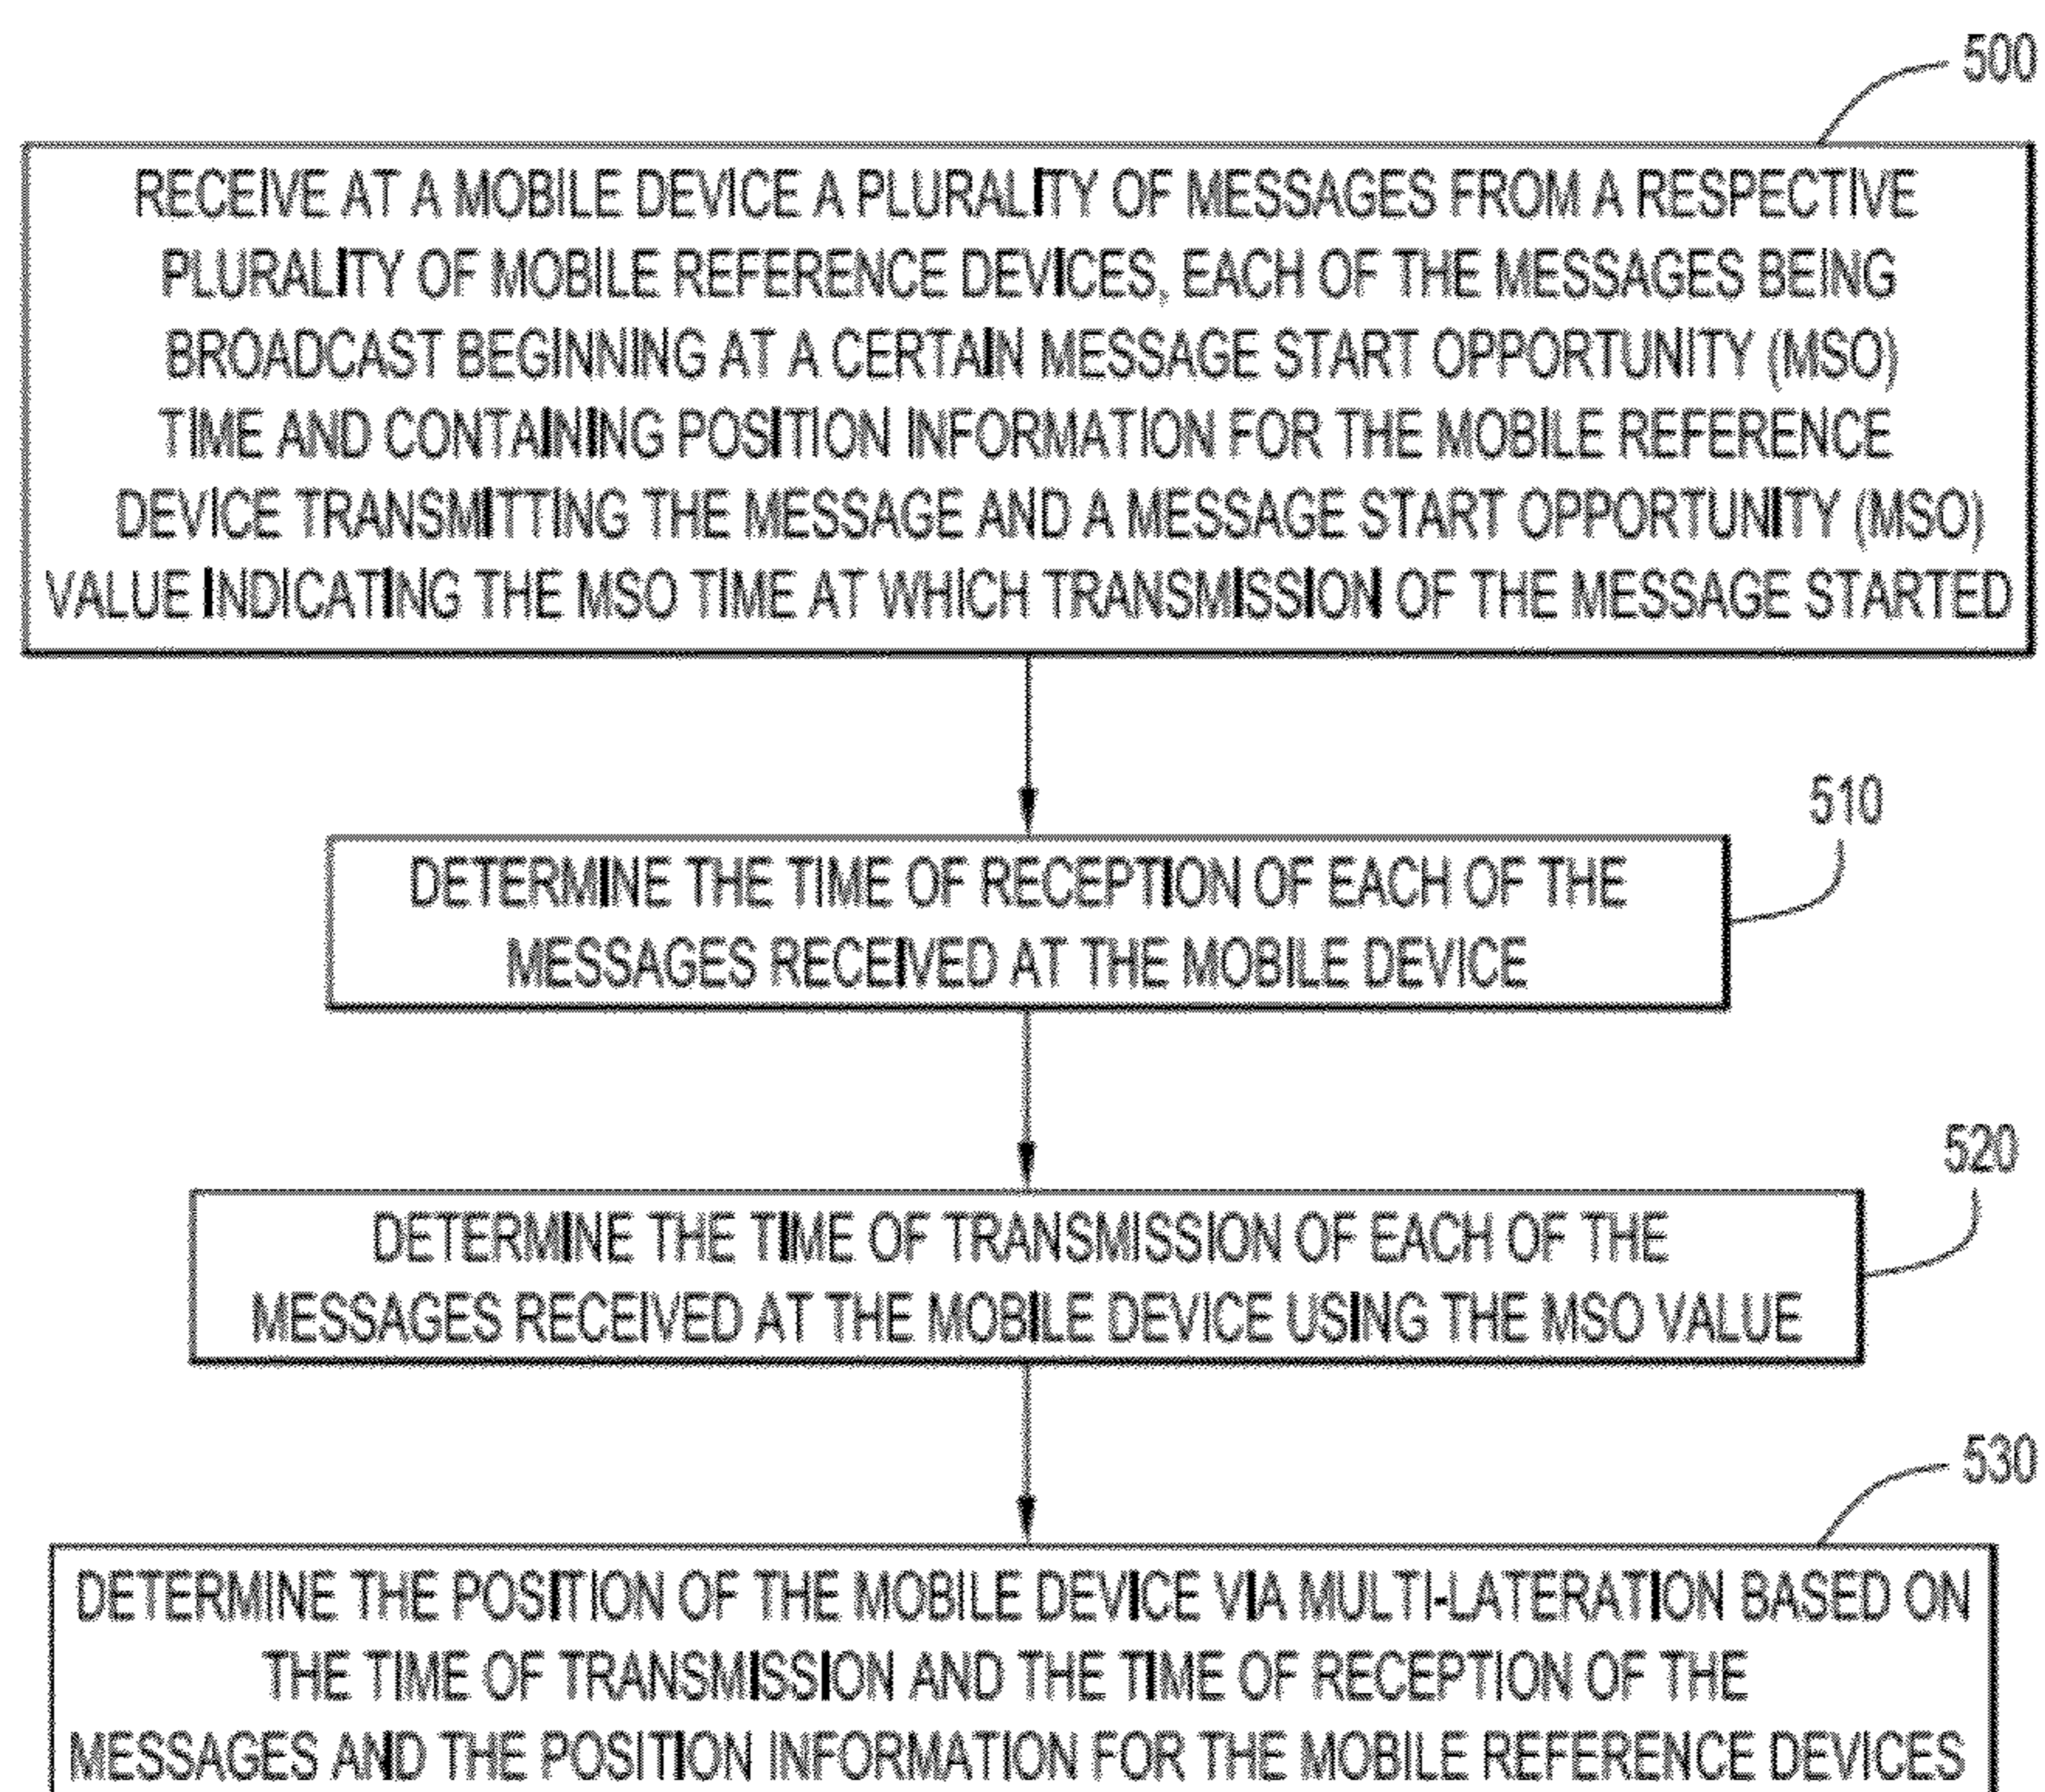 500
RECEIVE AT A MOBILE DEVICE A PLURALITY OF MESSAGES FROM A RESPECTIVE
PLURALITY OF MOBILE REFERENCE DEVICES, EACH OF THE MESSAGES BEING
BROADCAST BEGINNING AT A CERTAIN MESSAGE START OPPORTUNITY (MSO)
TIME AND CONTAINING POSITION INFORMATION FOR THE MOBILE REFERENCE
DEVICE TRANSMITTING THE MESSAGE AND A MESSAGE START OPPORTUNITY (MSO)
VALUE INDICATING THE MSO TIME AT WHICH TRANSMISSION OF THE MESSAGE STARTED
510
DETERMINE THE TIME OF RECEPTION OF EACH OF THE
MESSAGES RECEIVED AT THE MOBILE DEVICE
520
DETERMINE THE TIME OF TRANSMISSION OF EACH OF THE
MESSAGES RECEIVED AT THE MOBILE DEVICE USING THE MSO VALUE
530
DETERMINE THE POSITION OF THE MOBILE DEVICE VIA MULTI-LATERATION BASED ON
THE TIME OF TRANSMISSION AND THE TIME OF RECEPTION OF THE
MESSAGES AND THE POSITION INFORMATION FOR THE MOBILE REFERENCE DEVICES